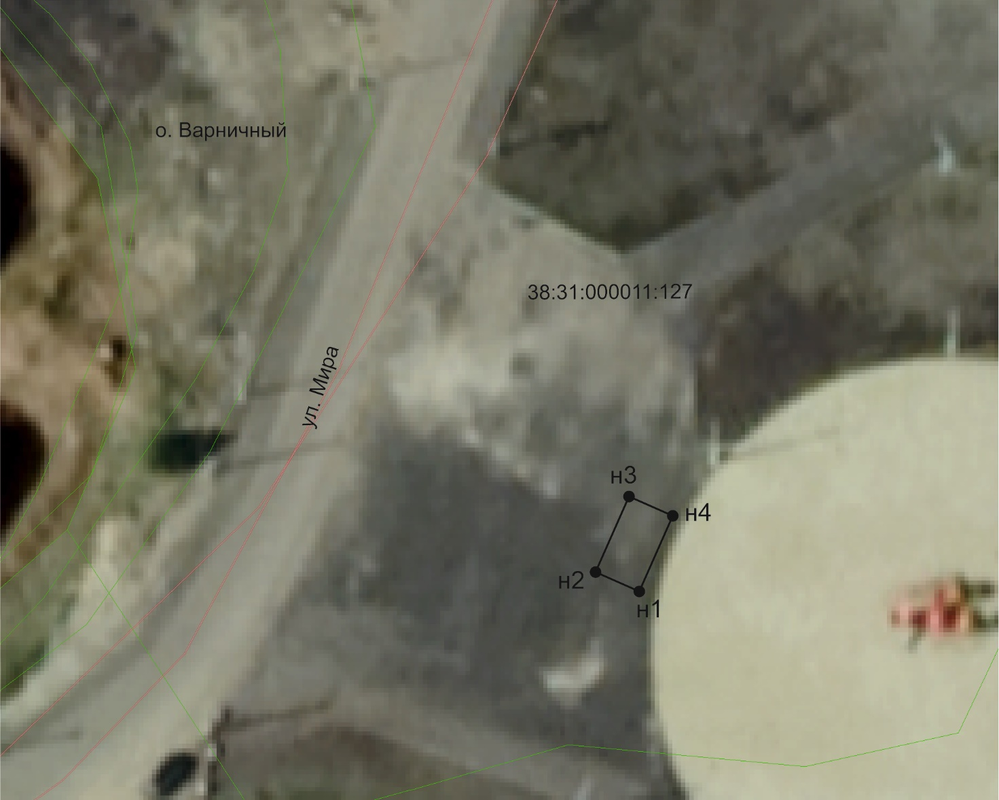 о. Варничный
38:31:000011:127
ул. Мира
н3
н4
н2
н1